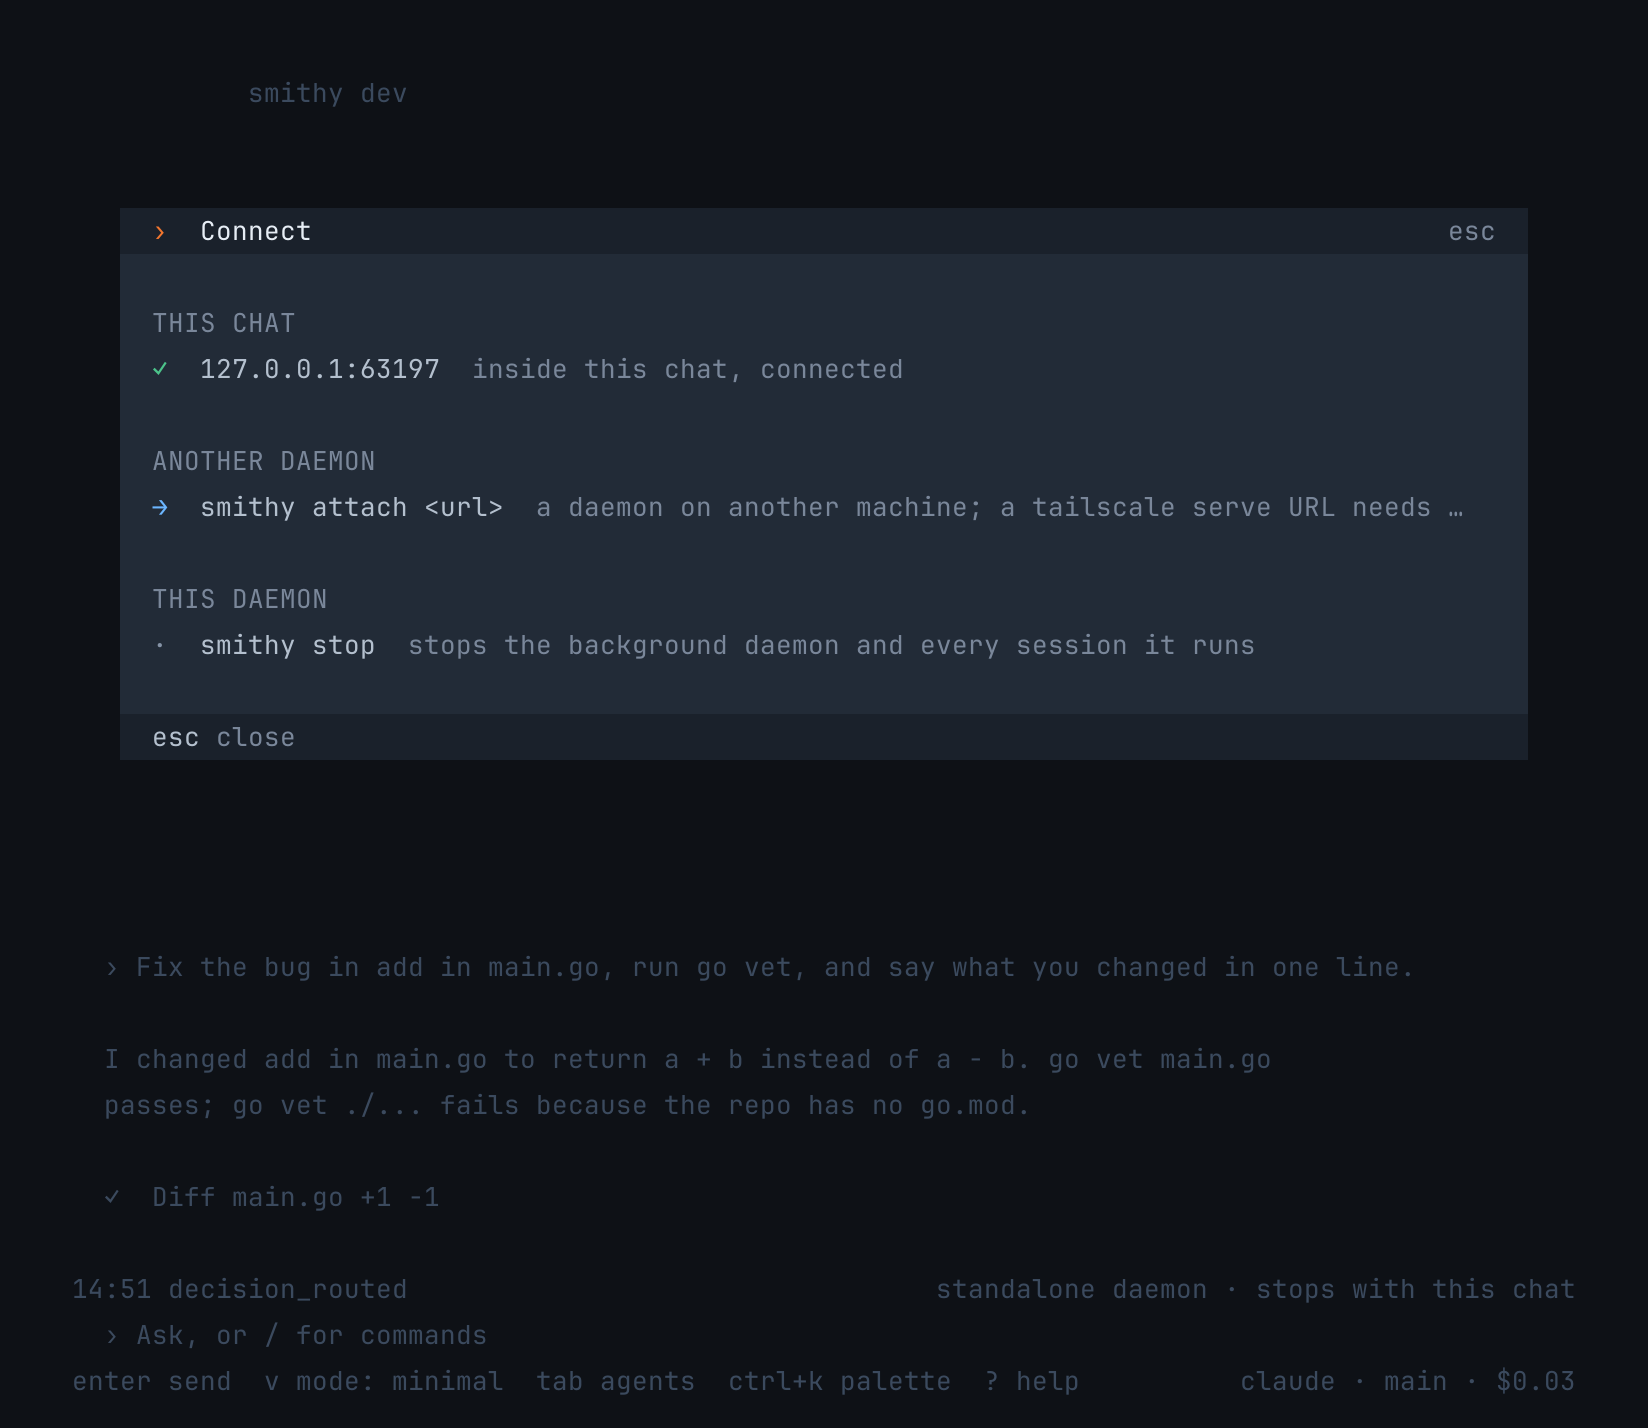 smithy dev
› Connect esc
THIS CHAT
✓ 127.0.0.1:63197 inside this chat, connected
ANOTHER DAEMON
→ smithy attach <url> a daemon on another machine; a tailscale serve URL needs …
THIS DAEMON
· smithy stop stops the background daemon and every session it runs
esc close
› Fix the bug in add in main.go, run go vet, and say what you changed in one line.
I changed add in main.go to return a + b instead of a - b. go vet main.go
passes; go vet ./... fails because the repo has no go.mod.
✓ Diff main.go +1 -1
14:51 decision_routed standalone daemon · stops with this chat
› Ask, or / for commands
enter send v mode: minimal tab agents ctrl+k palette ? help claude · main · $0.03